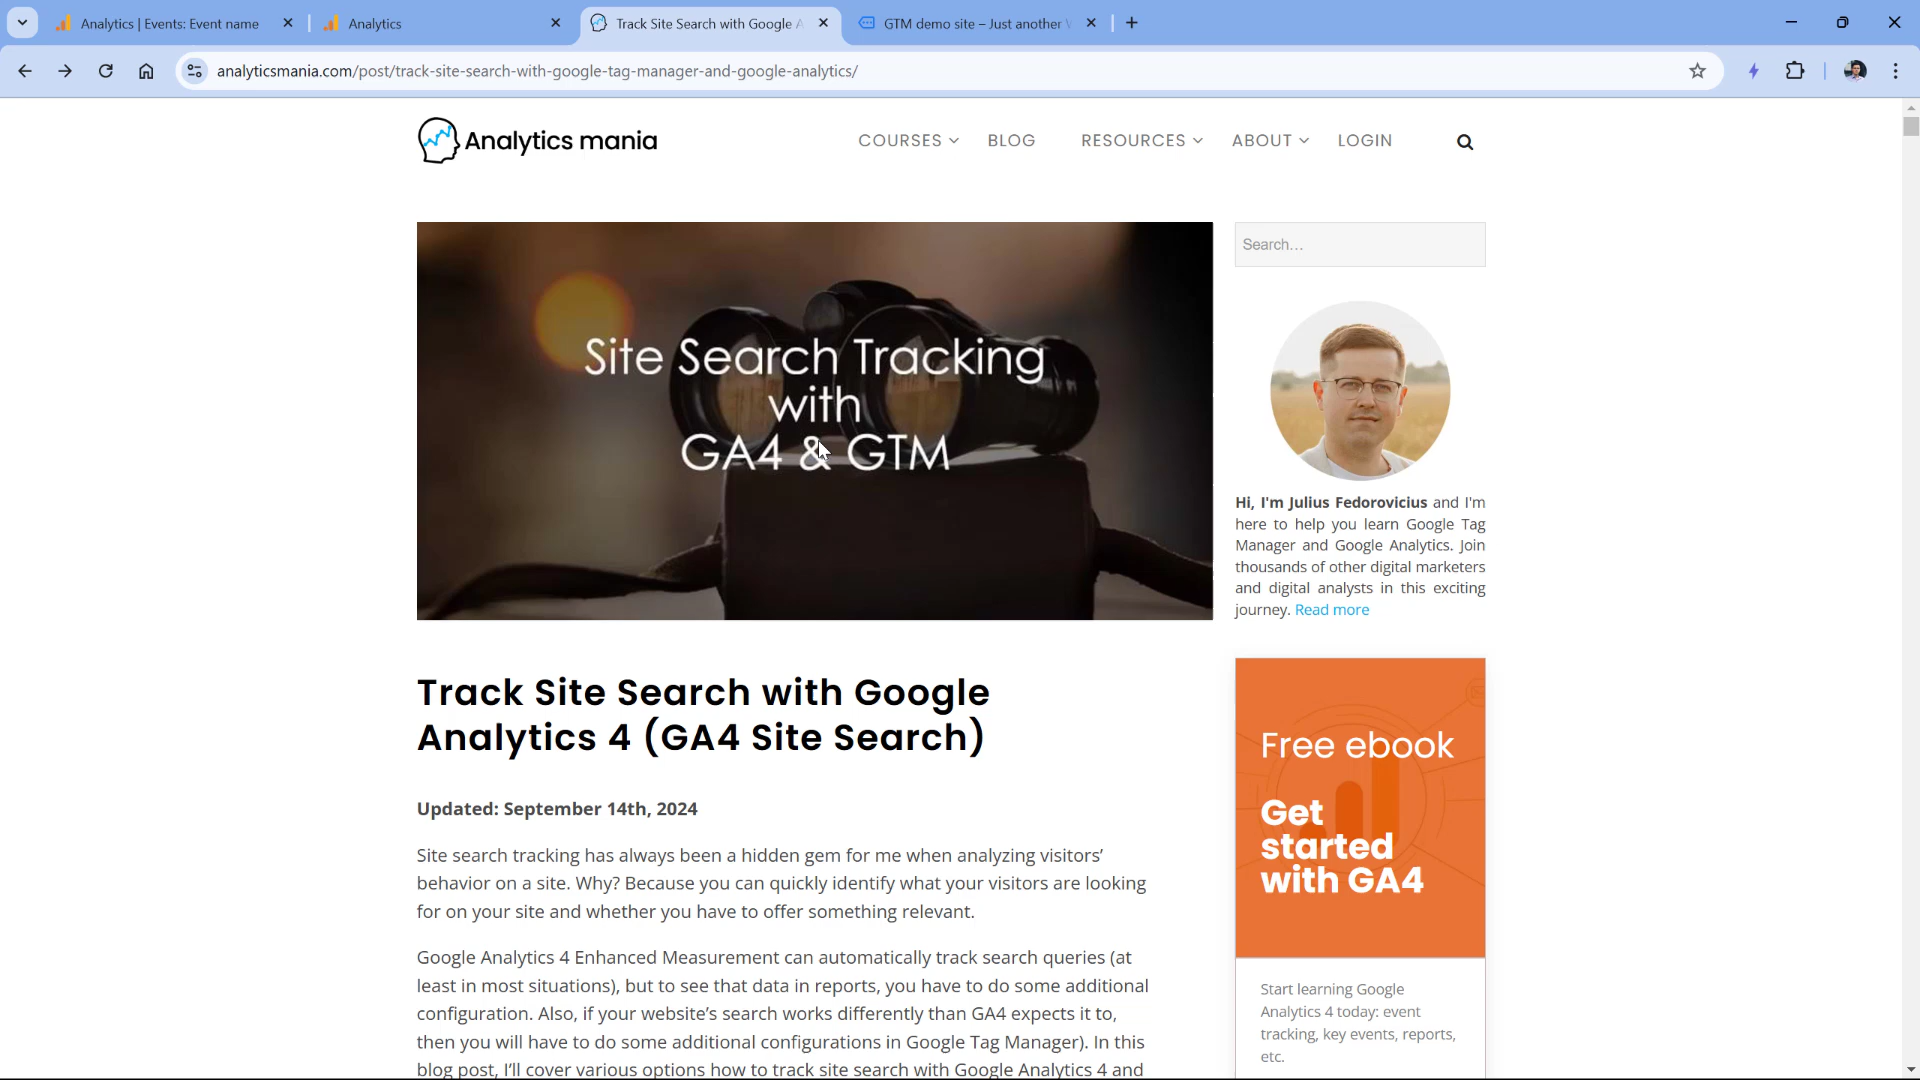 Analytics | Events: Event name
Analytics
Track Site Search with Google A
GTM demo site – Just another W
analyticsmania.com/post/track-site-search-with-google-tag-manager-and-google-analytics/
Analytics mania
COURSES
BLOG
RESOURCES
ABOUT
LOGIN
Site Search Tracking
with
GA4 & GTM
Search…
Hi, I'm Julius Fedorovicius and I'm
here to help you learn Google Tag
Manager and Google Analytics. Join
thousands of other digital marketers
and digital analysts in this exciting
journey. Read more
Track Site Search with Google
Analytics 4 (GA4 Site Search)
Updated: September 14th, 2024
Site search tracking has always been a hidden gem for me when analyzing visitors’
behavior on a site. Why? Because you can quickly identify what your visitors are looking
for on your site and whether you have to offer something relevant.
Google Analytics 4 Enhanced Measurement can automatically track search queries (at
least in most situations), but to see that data in reports, you have to do some additional
configuration. Also, if your website’s search works differently than GA4 expects it to,
then you will have to do some additional configurations in Google Tag Manager). In this
blog post, I’ll cover various options how to track site search with Google Analytics 4 and
Free ebook
Get
started
with GA4
Start learning Google
Analytics 4 today: event
tracking, key events, reports,
etc.